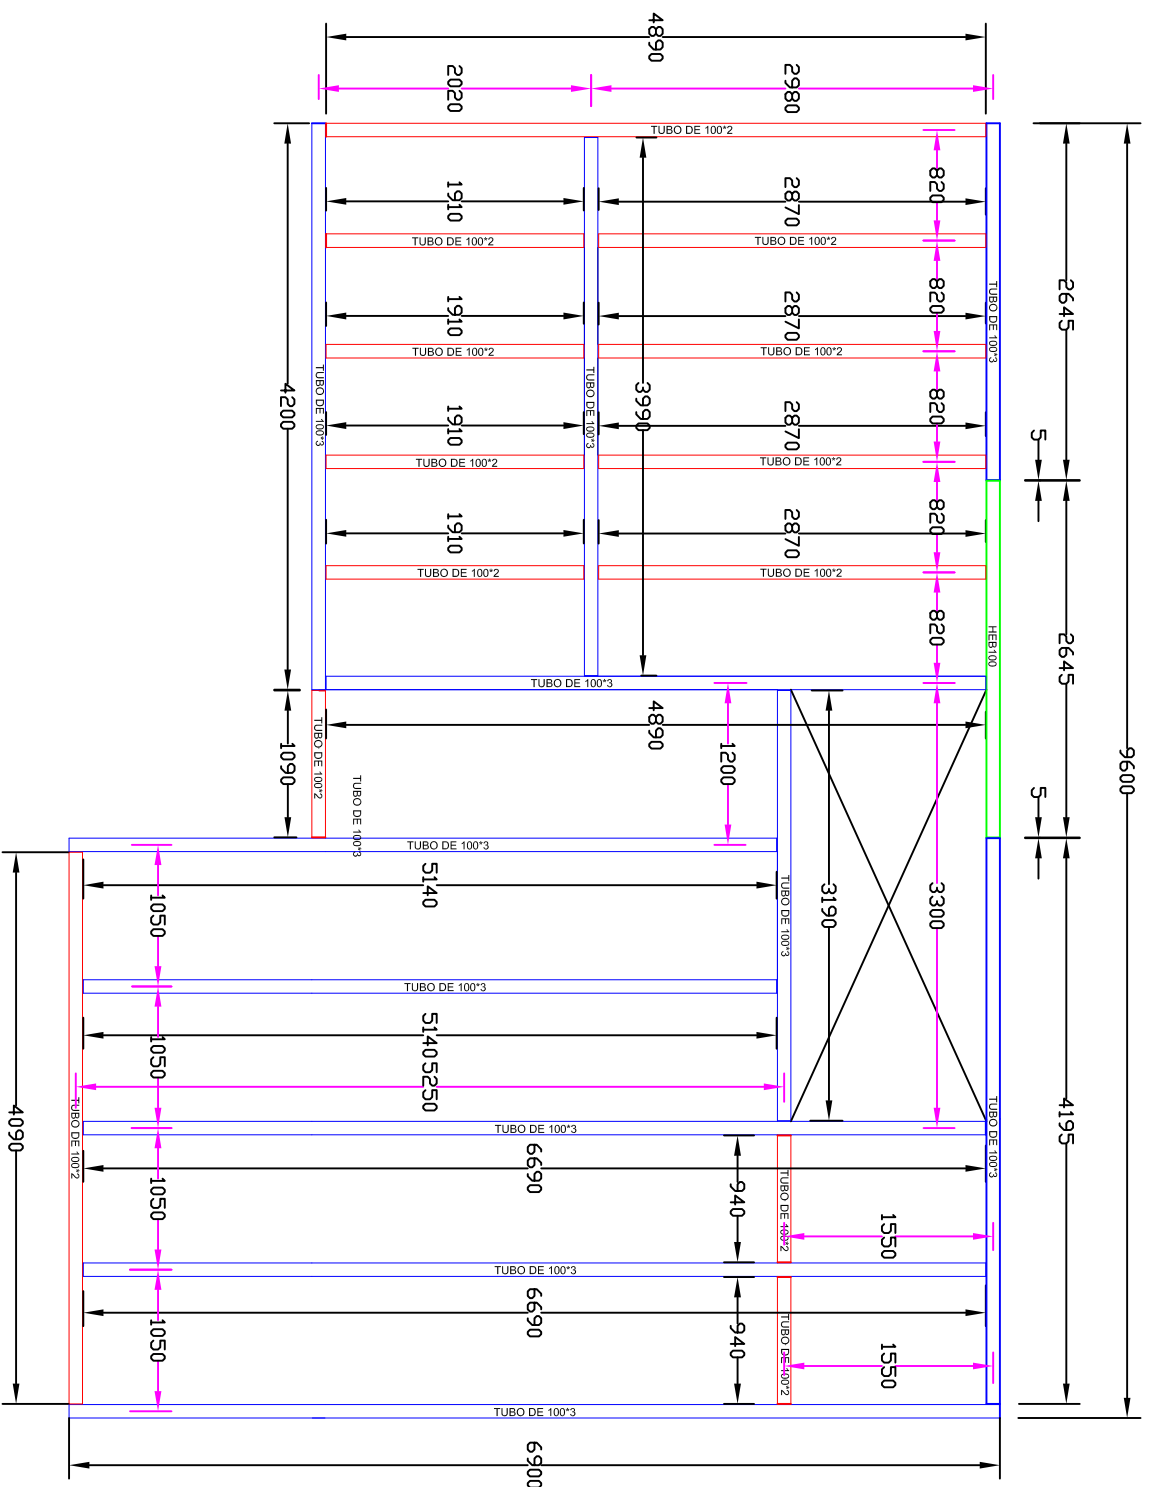 4890
2020
2980
TUBO DE 100*2
820
2645
9600
1910
2870
TUBO DE 100*2
TUBO DE 100*2
820
TUBO DE 100*3
1910
2870
TUBO DE 100*2
TUBO DE 100*2
4200
TUBO DE 100*3
TUBO DE 100*3
3990
820
1910
2870
5
TUBO DE 100*2
TUBO DE 100*2
820
1910
2870
TUBO DE 100*2
TUBO DE 100*2
820
HEB100
2645
TUBO DE 100*3
4890
1090
TUBO DE 100*2
1200
TUBO DE 100*3
5
TUBO DE 100*3
5140
1050
TUBO DE 100*3
3190
3300
TUBO DE 100*3
5140
5250
1050
4090
TUBO DE 100*2
TUBO DE 100*3
4195
TUBO DE 100*3
6690
1050
940
TUBO DE 100*2
1550
TUBO DE 100*3
6690
1050
940
TUBO DE 100*2
1550
TUBO DE 100*3
6900